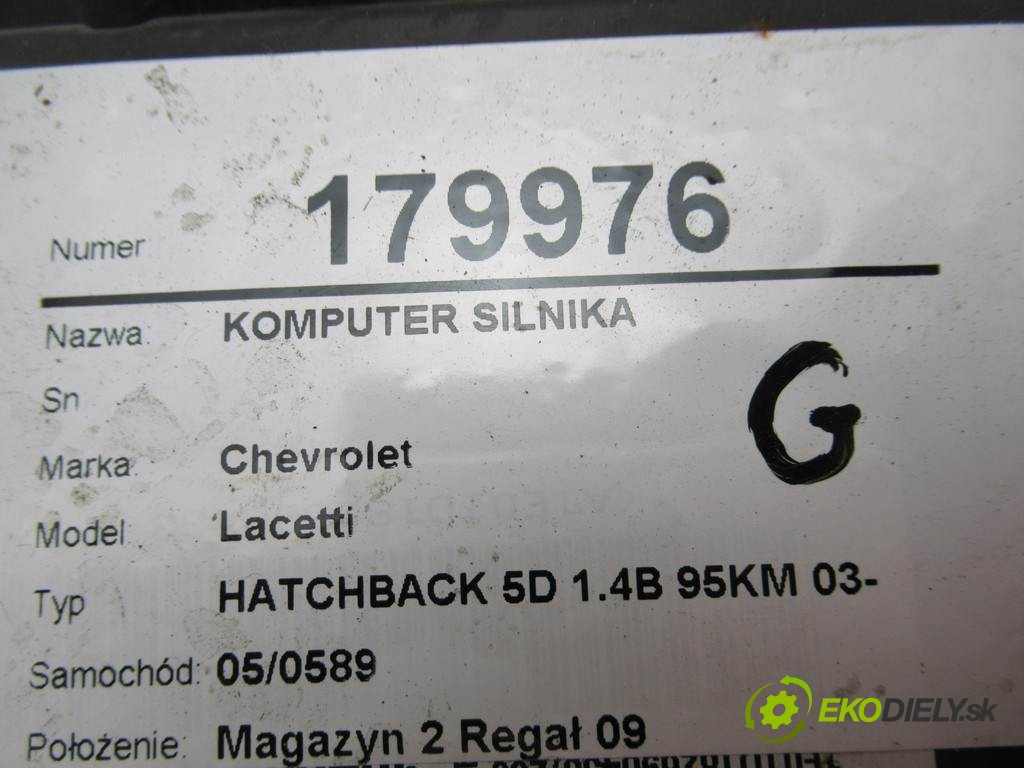 Numer 179976
Nazwa: KOMPUTER SILNIKA
Sn
G
Marka: Chevrolet
Model: Lacetti
Typ HATCHBACK 5D 1.4B 95KM 03-
Samochód: 05/0589
Położenie: Magazyn 2 Regał 09
EKODIELY.sk